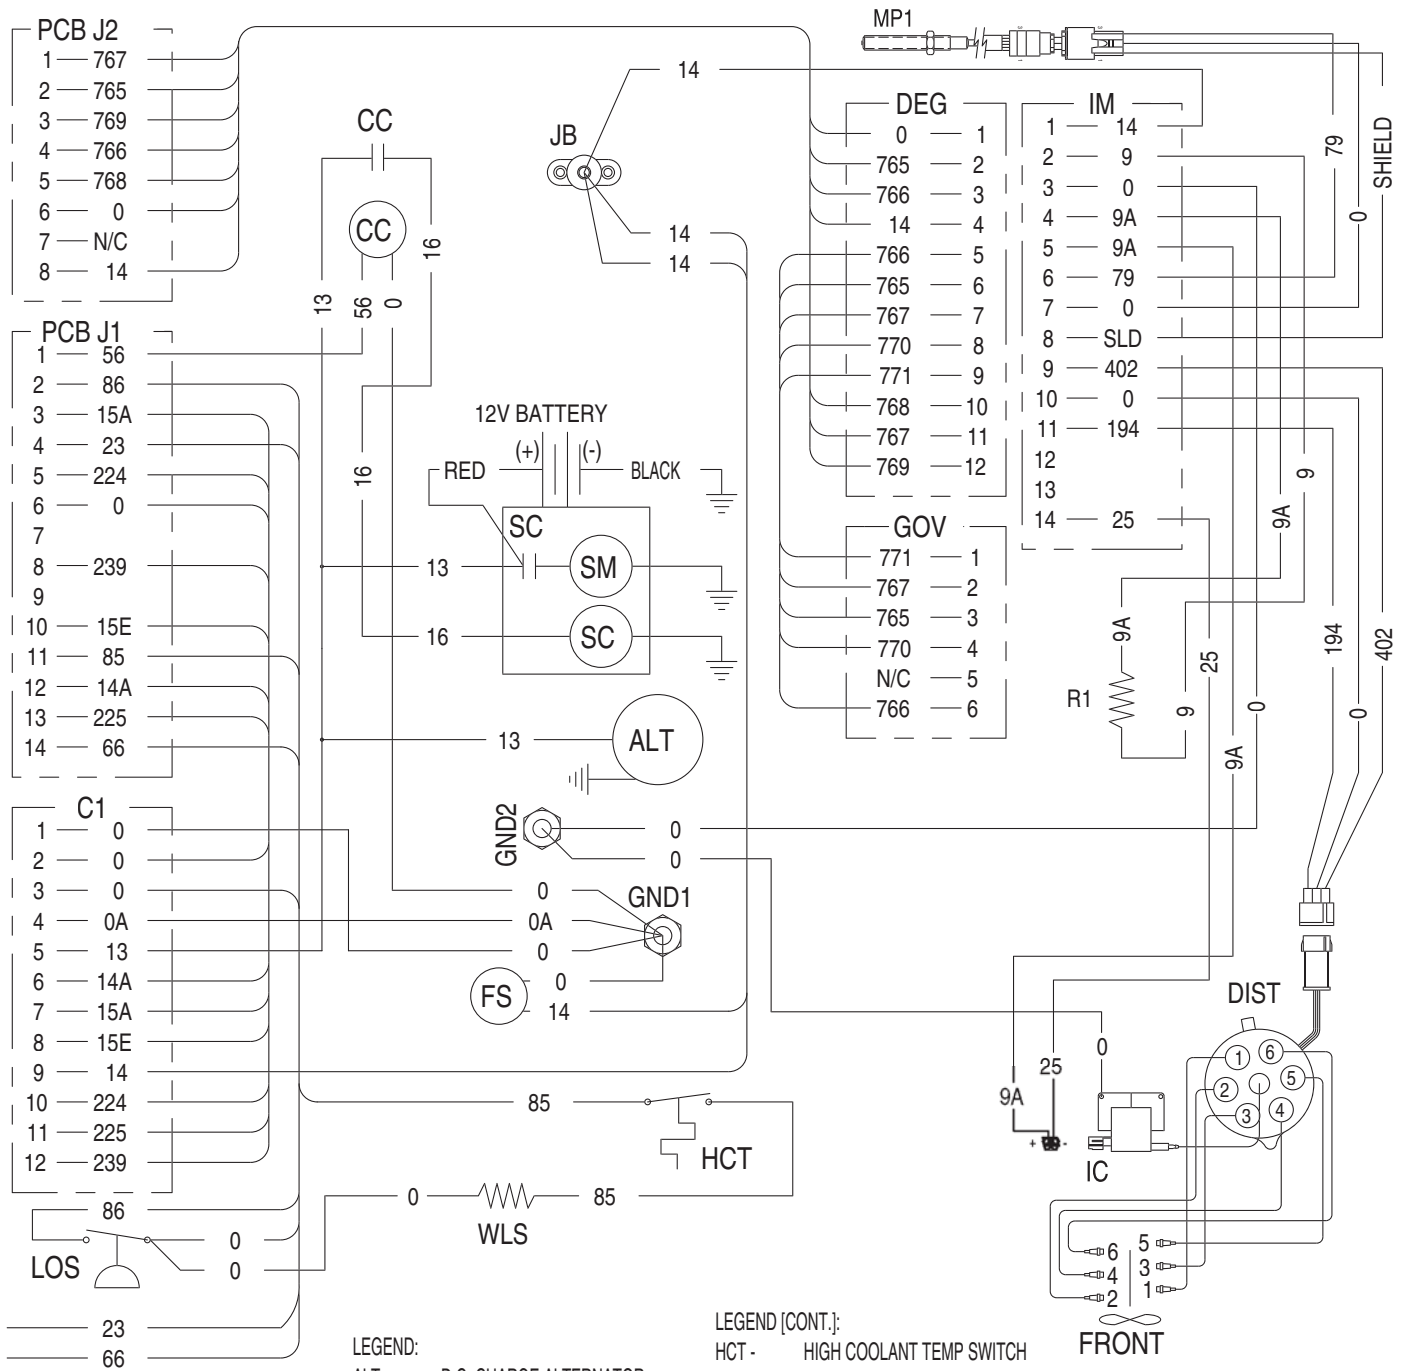 PCB J2
1 767
2 765
3 769
4 766
5 768
6 0
7 N/C
8 14
PCB J1
1 56
2 86
3 15A
4 23
5 224
6 0
7
8 239
9
10 15E
11 85
12 14A
13 225
14 66
C1
1 0
2 0
3 0
4 0A
5 13
6 14A
7 15A
8 15E
9 14
10 224
11 225
12 239
86
LOS
0
0
23
66
CC
CC
13
56
0
16
16
JB
14
14
14
12V BATTERY
RED
(+)
(-)
BLACK
SC
13
SM
16
SC
13
ALT
GND2
0
0
GND1
0
0A
0
FS
0
14
85
HCT
0
WLS
85
MP1
DEG
0 1
765 2
766 3
14 4
766 5
765 6
767 7
770 8
771 9
768 10
767 11
769 12
GOV
771 1
767 2
765 3
770 4
N/C 5
766 6
IM
1 14
2 9
3 0
4 9A
5 9A
6 79
7 0
8 SLD
9 402
10 0
11 194
12
13
14 25
79
0
SHIELD
9
9A
9A
R1
9
25
9A
0
194
0
402
9A
25
+ -
0
IC
DIST
1
6
2
5
3
4
6 5
4 3
2 1
FRONT
LEGEND:
ALT D.C. CHARGE ALTERNATOR
LEGEND [CONT.]:
HCT - HIGH COOLANT TEMP SWITCH